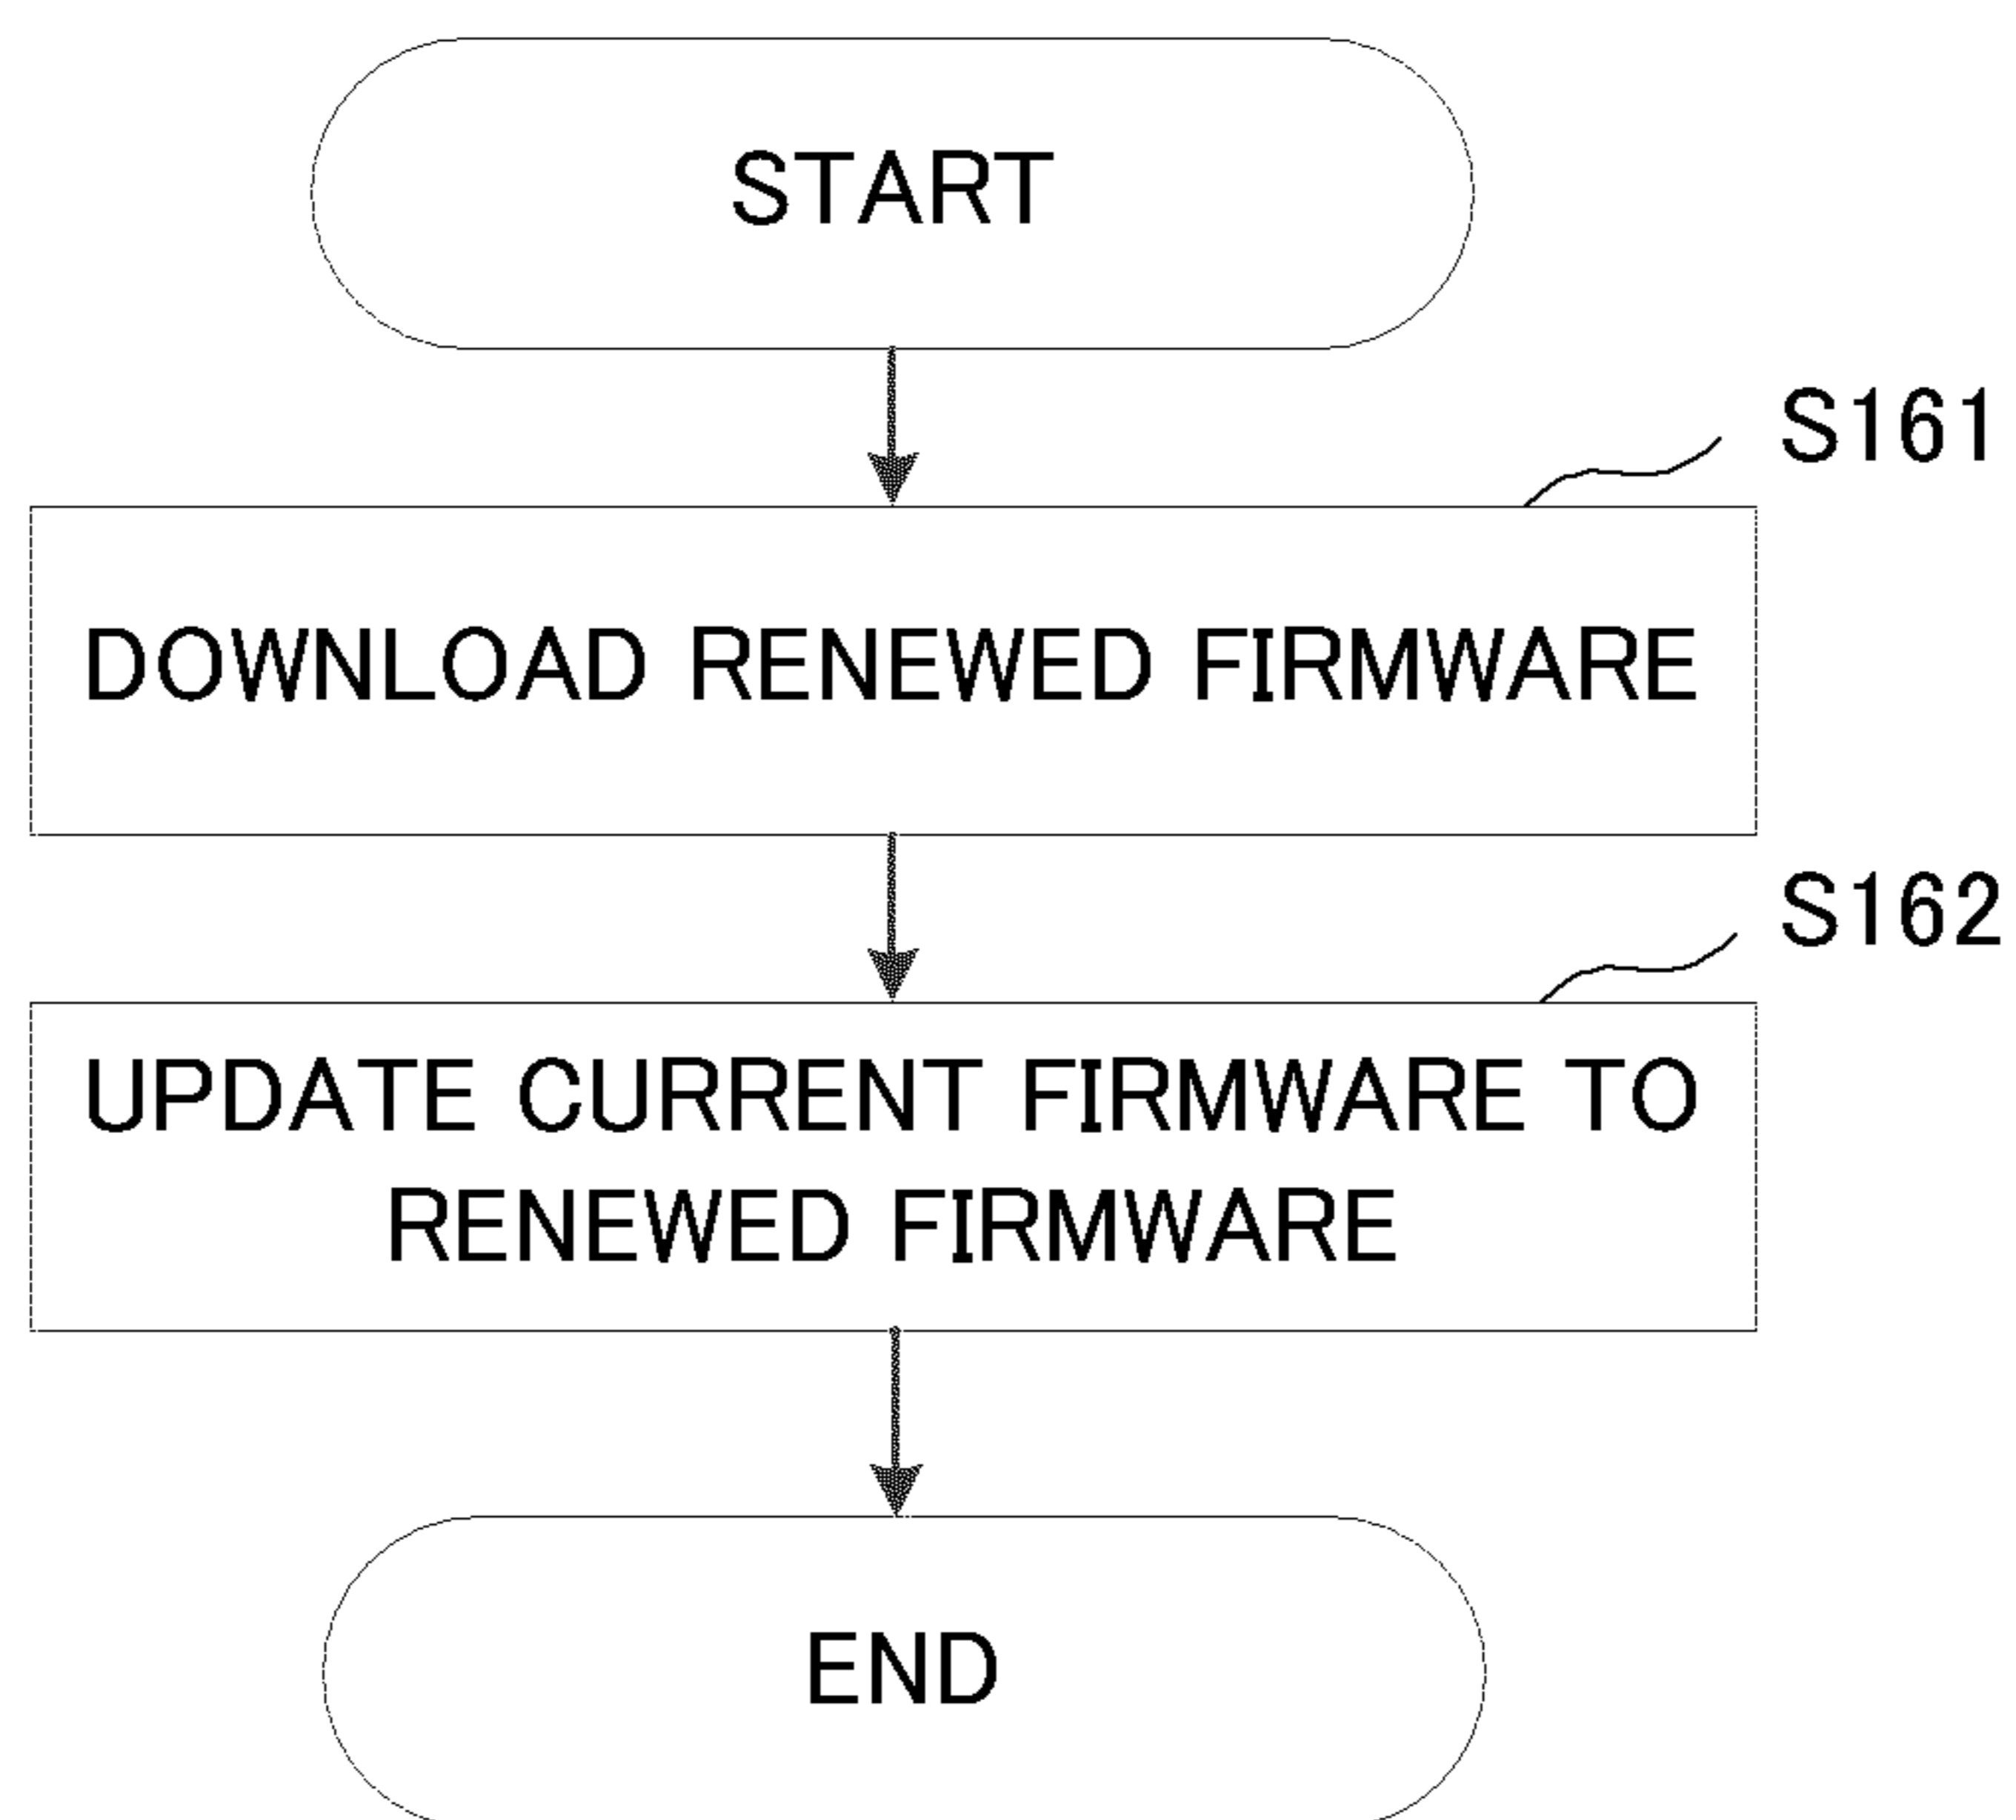 START
S161
DOWNLOAD RENEWED FIRMWARE
S162
UPDATE CURRENT FIRMWARE TO
RENEWED FIRMWARE
END